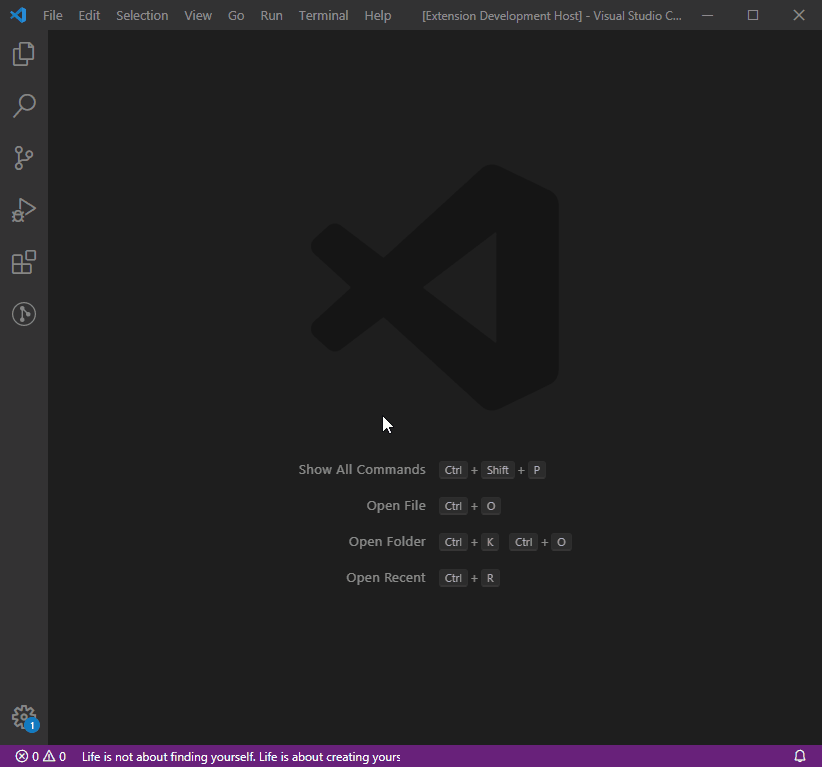 File Edit Selection View Go Run Terminal Help [Extension Development Host] - Visual Studio C...
Show All Commands Ctrl + Shift + P
Open File Ctrl + O
Open Folder Ctrl + K Ctrl + O
Open Recent Ctrl + R
1
0 0 Life is not about finding yourself. Life is about creating yours